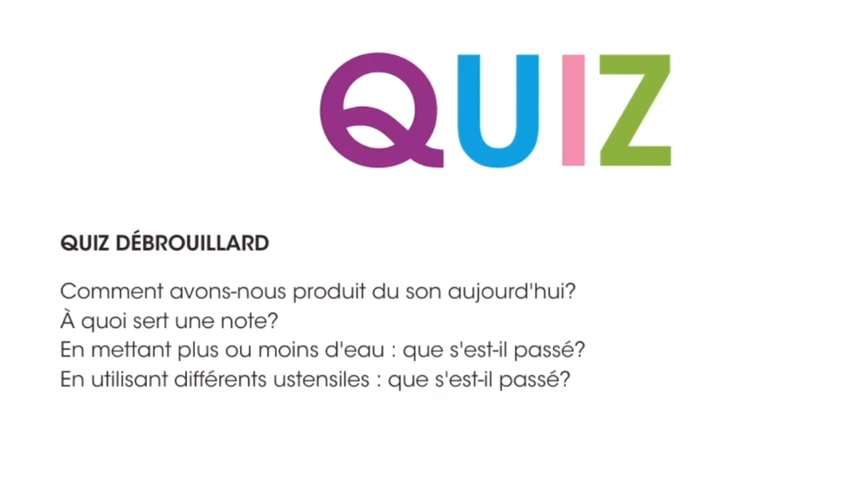 QUIZ
QUIZ DÉBROUILLARD
Comment avons-nous produit du son aujourd'hui?
À quoi sert une note?
En mettant plus ou moins d'eau : que s'est-il passé?
En utilisant différents ustensiles : que s'est-il passé?